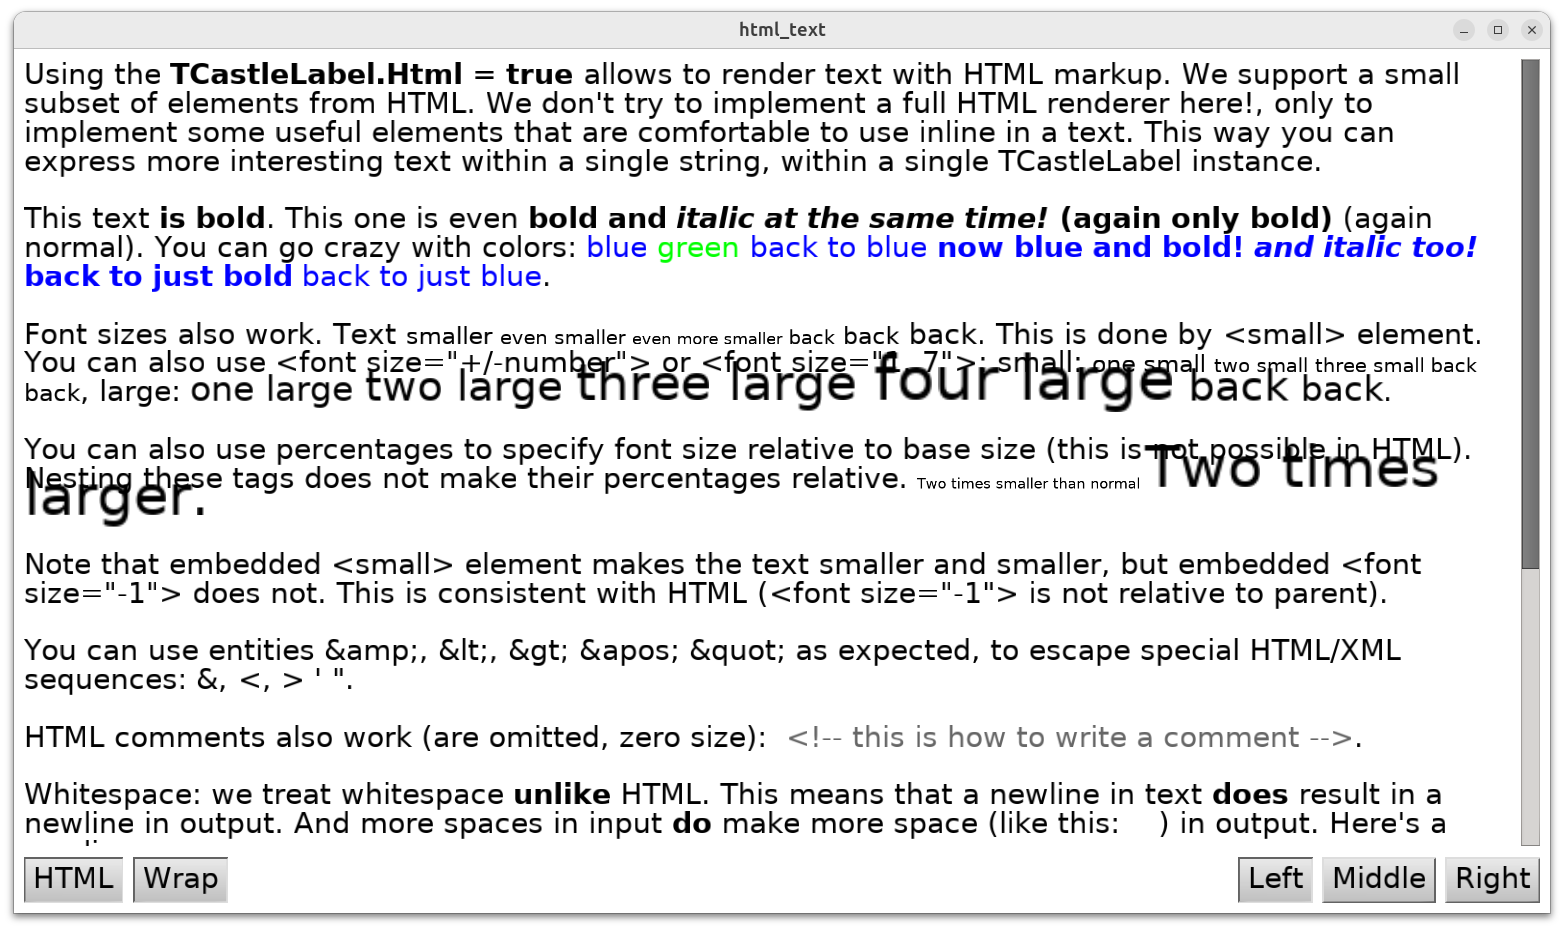 html_text
Using the TCastleLabel.Html = true allows to render text with HTML markup. We support a small
subset of elements from HTML. We don't try to implement a full HTML renderer here!, only to
implement some useful elements that are comfortable to use inline in a text. This way you can
express more interesting text within a single string, within a single TCastleLabel instance.
This text is bold. This one is even bold and italic at the same time! (again only bold) (again
normal). You can go crazy with colors: blue green back to blue now blue and bold! and italic too!
back to just bold back to just blue.
Font sizes also work. Text smaller even smaller even more smaller back back back. This is done by <small> element.
You can also use <font size="+/-number"> or <font size="1..7">: small: one small two small three small back
back, large: one large two large three large four large back back.
You can also use percentages to specify font size relative to base size (this is not possible in HTML).
Nesting these tags does not make their percentages relative. Two times smaller than normal Two times
larger.
Note that embedded <small> element makes the text smaller and smaller, but embedded <font
size="-1"> does not. This is consistent with HTML (<font size="-1"> is not relative to parent).
You can use entities &amp;, &lt;, &gt; &apos; &quot; as expected, to escape special HTML/XML
sequences: &, <, > ' ".
HTML comments also work (are omitted, zero size):  <!-- this is how to write a comment -->.
Whitespace: we treat whitespace unlike HTML. This means that a newline in text does result in a
newline in output. And more spaces in input do make more space (like this:    ) in output. Here's a
HTML Wrap Left Middle Right